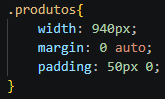 .produtos{
    width: 940px;
    margin: 0 auto;
    padding: 50px 0;
}